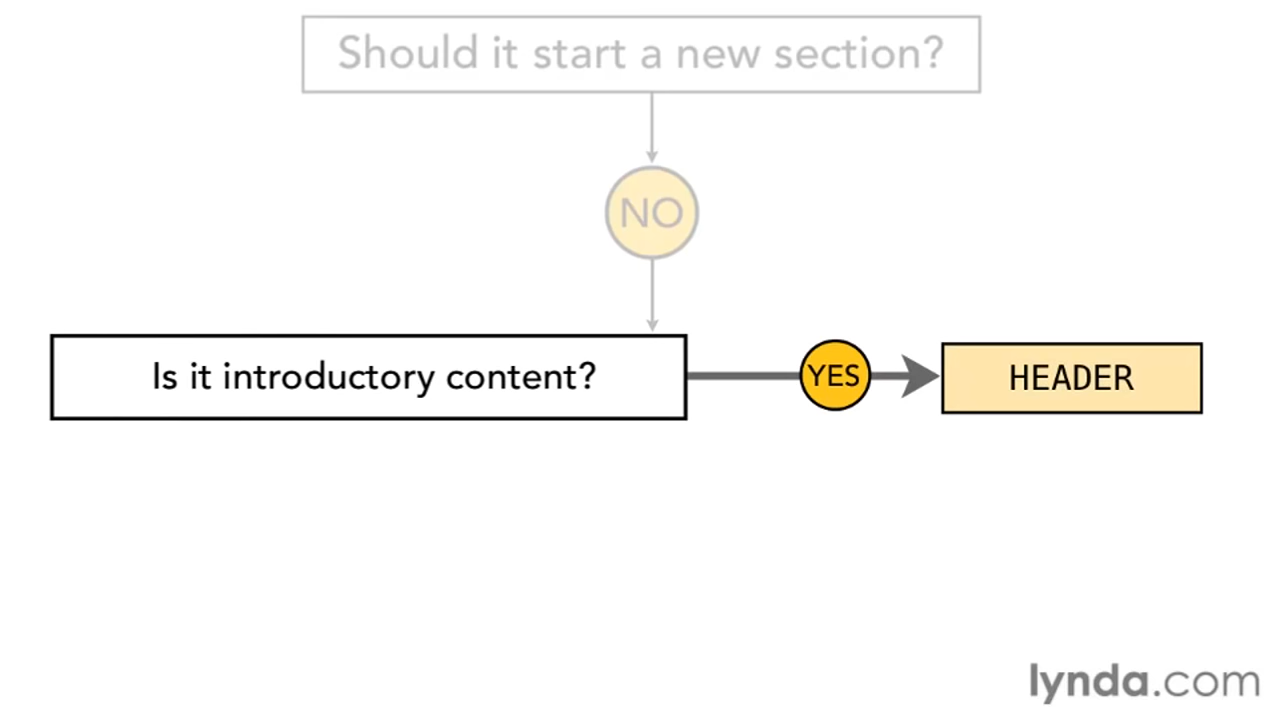 Should it start a new section?
NO
Is it introductory content?
YES
HEADER
lynda.com